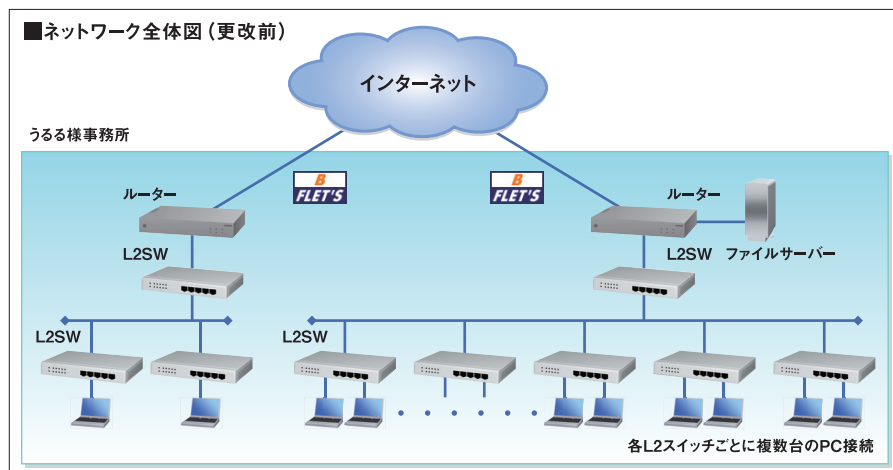 ■ネットワーク全体図（更改前）
インターネット
うるる様事務所
B
FLET'S
B
FLET'S
ルーター
ルーター
L2SW
L2SW
ファイルサーバー
L2SW
L2SW
各L2スイッチごとに複数台のPC接続